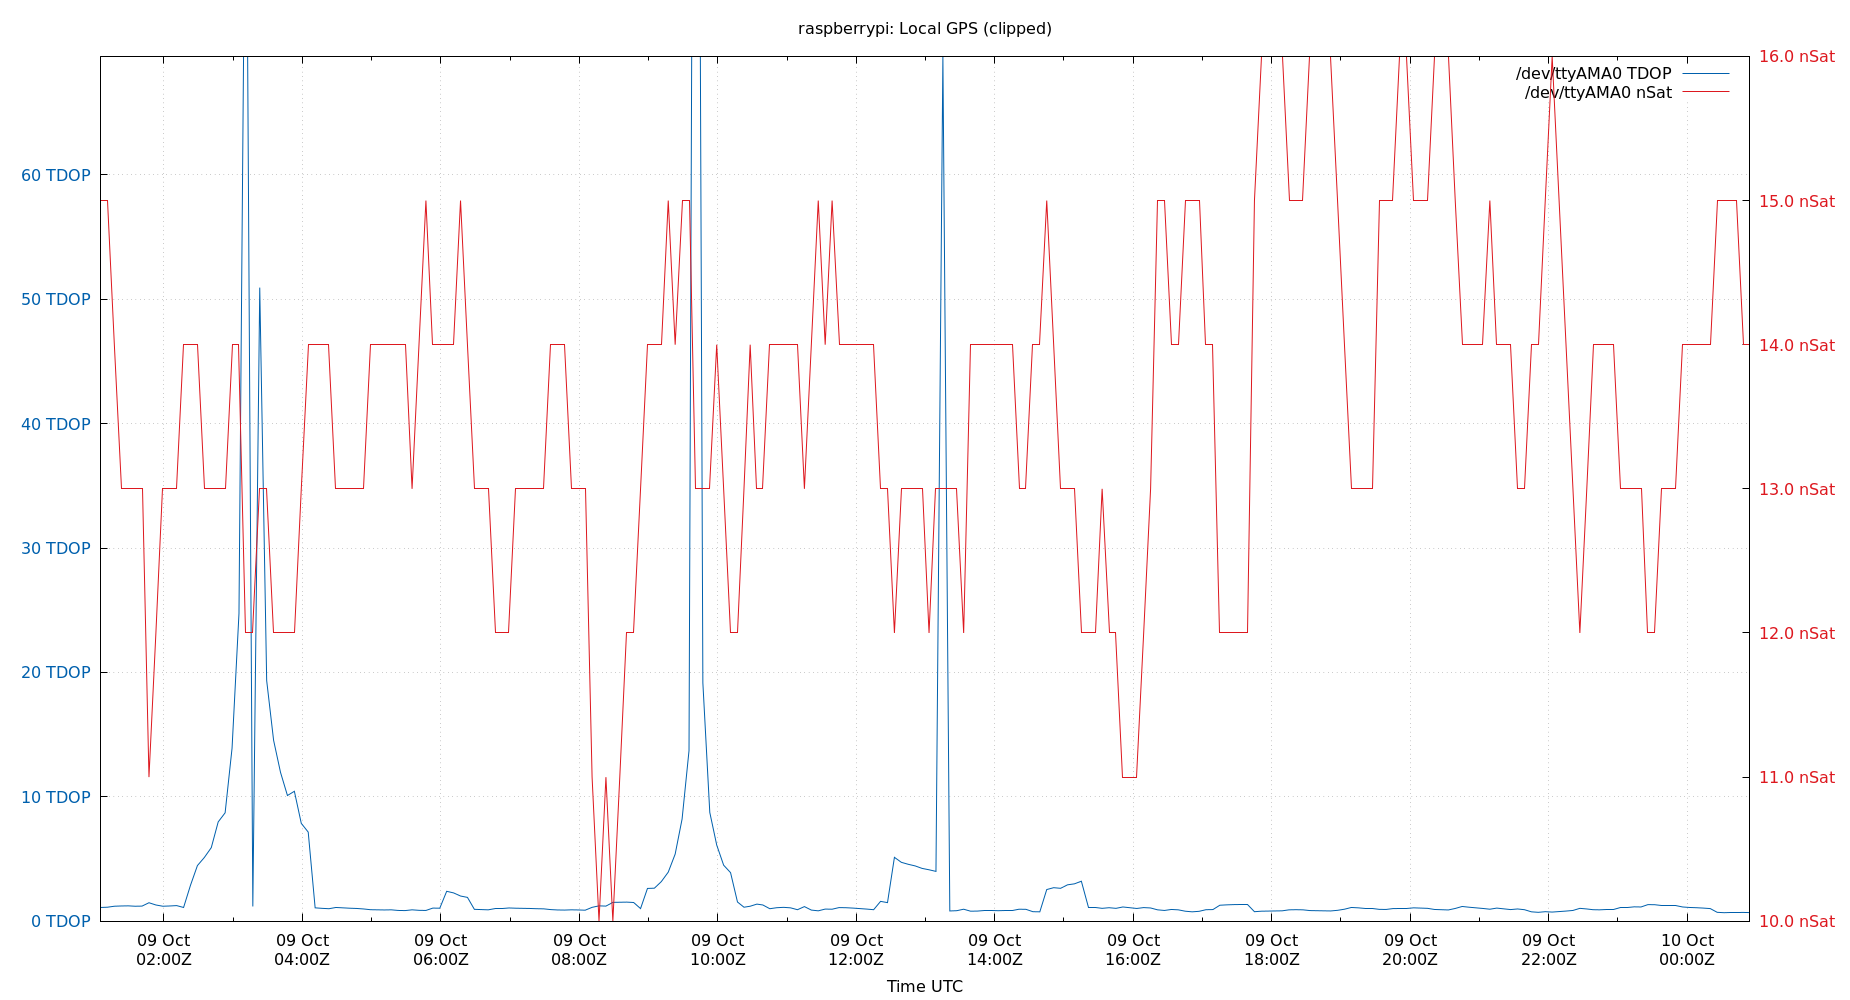 raspberrypi: Local GPS (clipped)
/dev/ttyAMA0 TDOP
/dev/ttyAMA0 nSat
60 TDOP
50 TDOP
40 TDOP
30 TDOP
20 TDOP
10 TDOP
0 TDOP
16.0 nSat
15.0 nSat
14.0 nSat
13.0 nSat
12.0 nSat
11.0 nSat
10.0 nSat
09 Oct 09 Oct 09 Oct 09 Oct 09 Oct 09 Oct 09 Oct 09 Oct 09 Oct 09 Oct 09 Oct 10 Oct
02:00Z 04:00Z 06:00Z 08:00Z 10:00Z 12:00Z 14:00Z 16:00Z 18:00Z 20:00Z 22:00Z 00:00Z
Time UTC